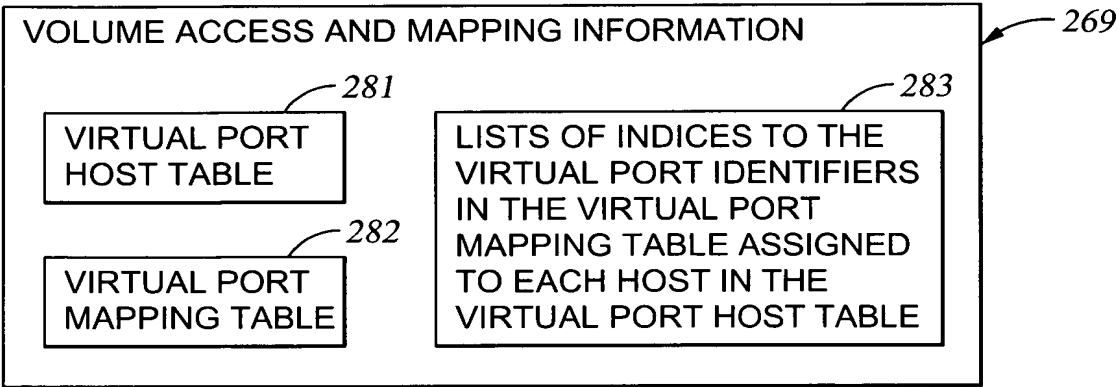 VOLUME ACCESS AND MAPPING INFORMATION
269
281
VIRTUAL PORT
HOST TABLE
282
VIRTUAL PORT
MAPPING TABLE
283
LISTS OF INDICES TO THE
VIRTUAL PORT IDENTIFIERS
IN THE VIRTUAL PORT
MAPPING TABLE ASSIGNED
TO EACH HOST IN THE
VIRTUAL PORT HOST TABLE